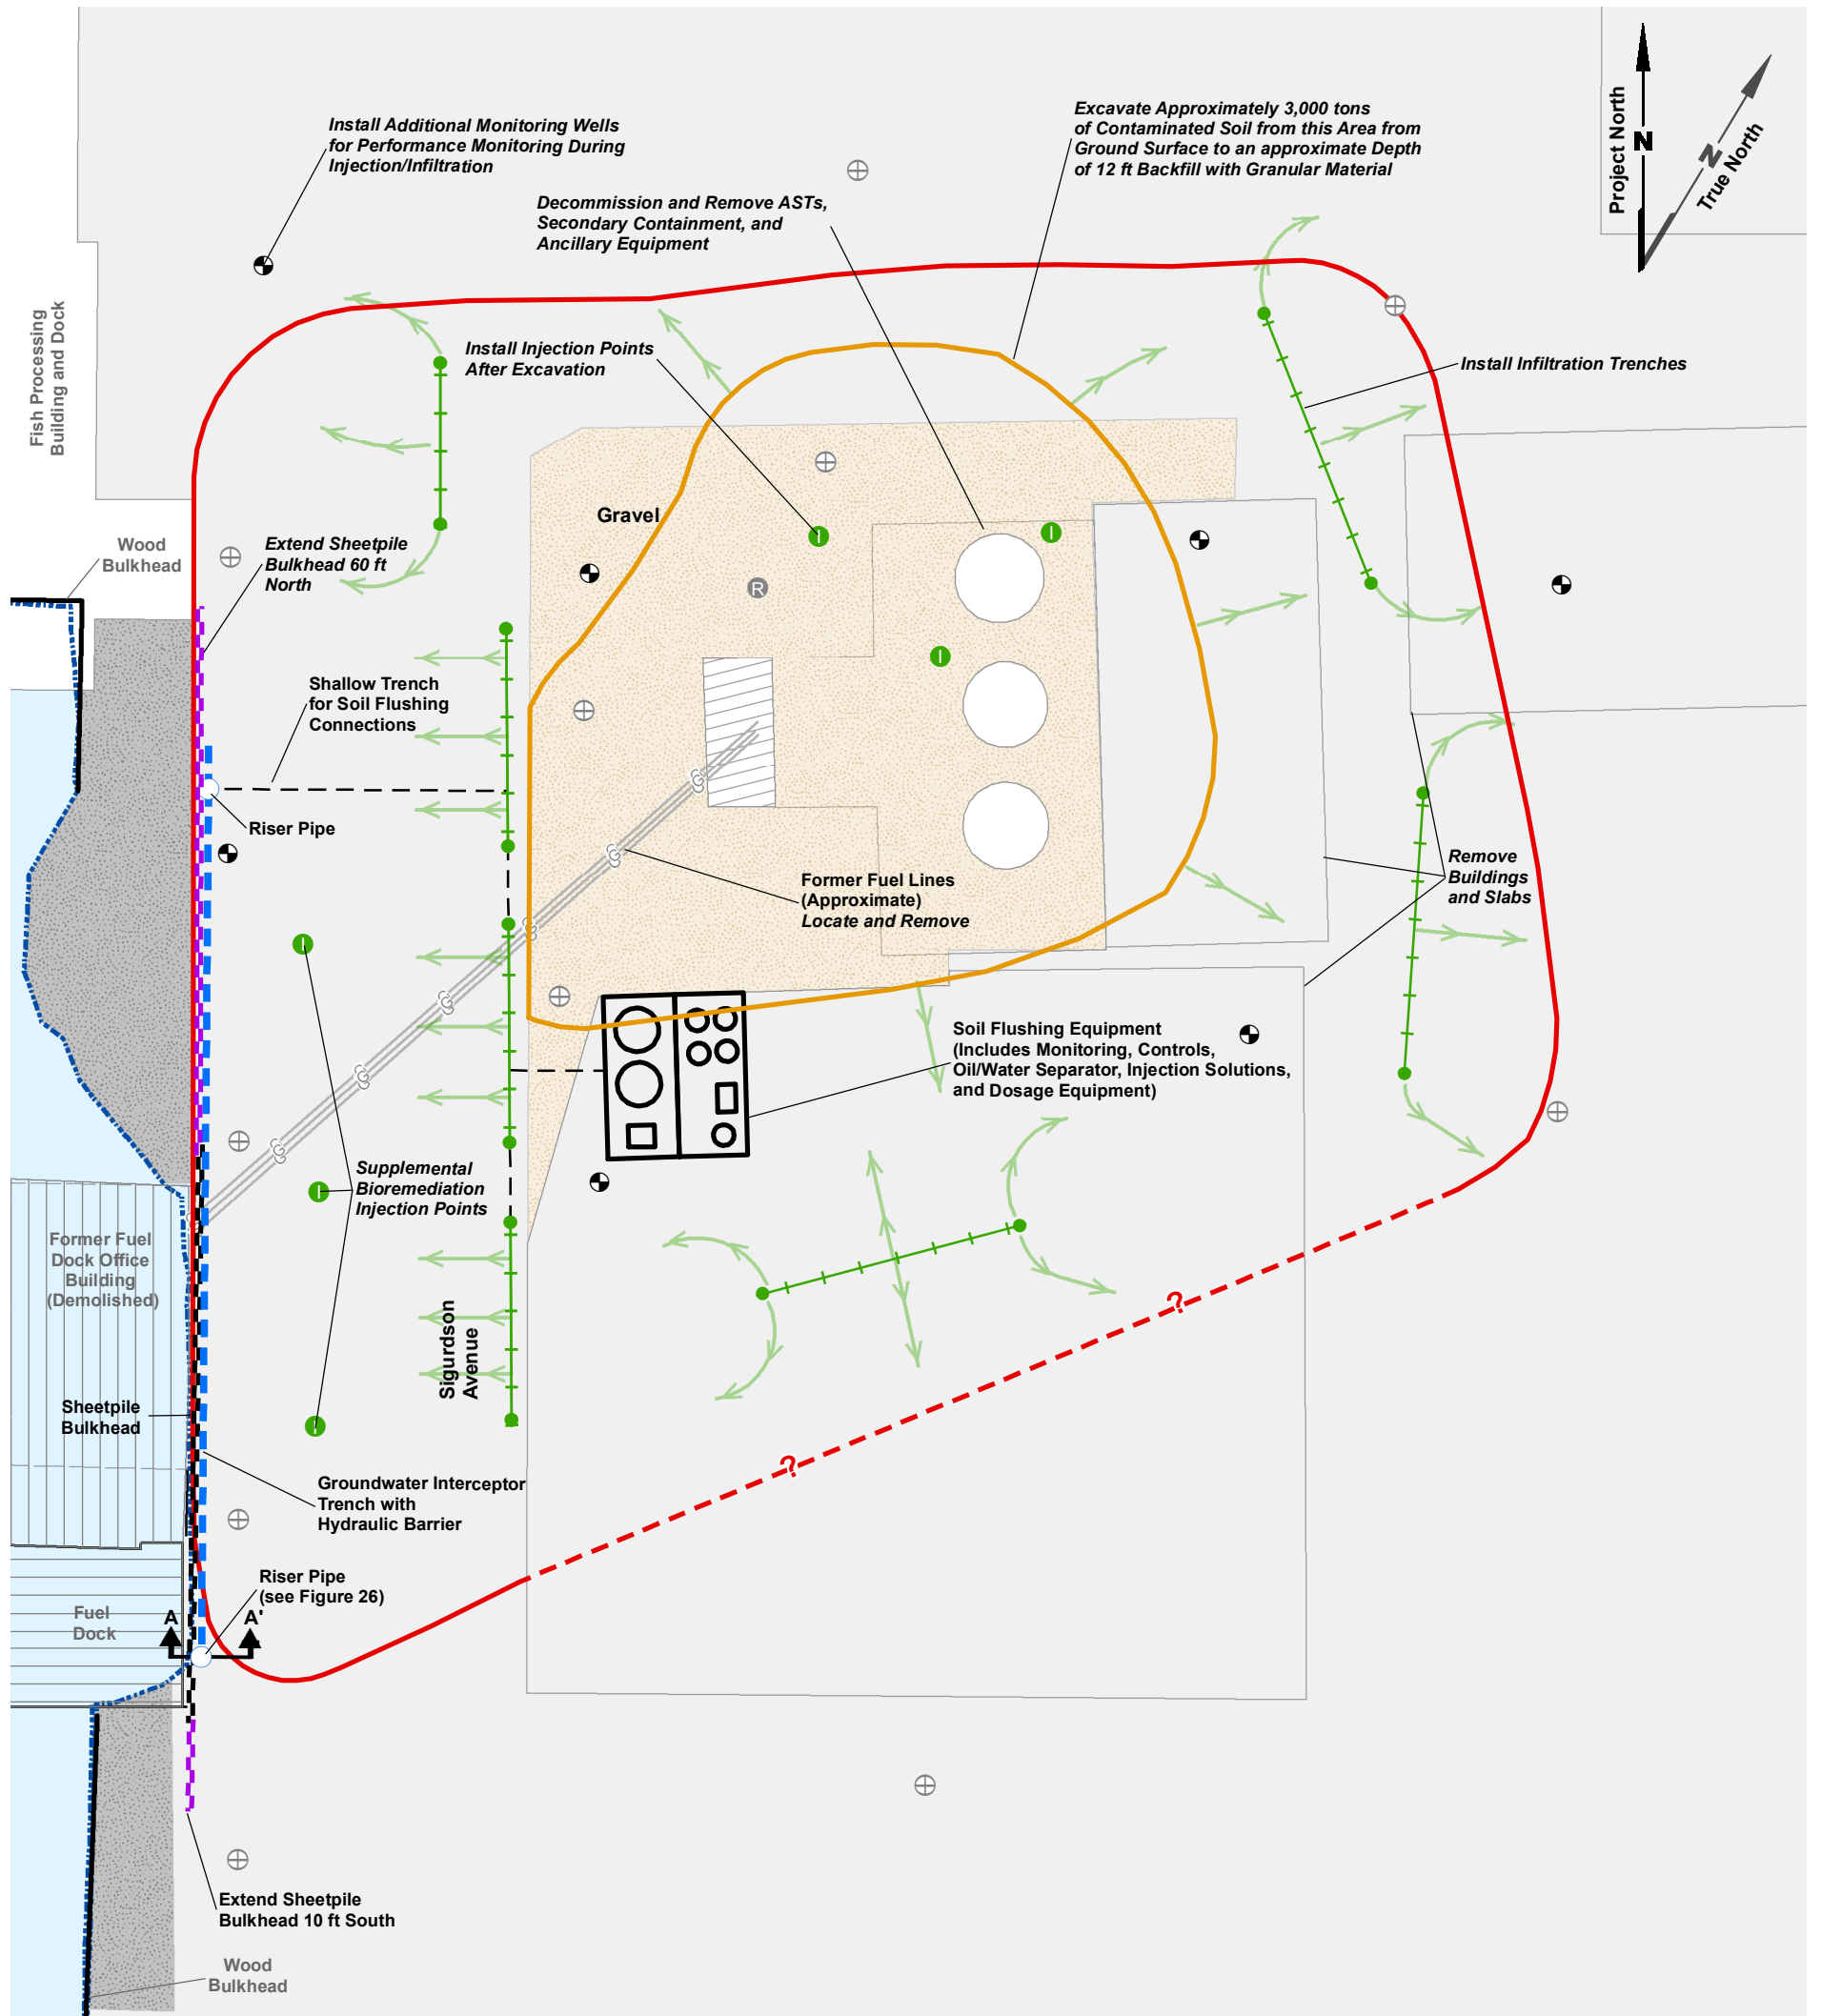 Excavate Approximately 3,000 tons
of Contaminated Soil from this Area from
Ground Surface to an approximate Depth
of 12 ft Backfill with Granular Material
Project North
N
N
True North
Install Additional Monitoring Wells
for Performance Monitoring During
Injection/Infiltration
Decommission and Remove ASTs,
Secondary Containment, and
Ancillary Equipment
Fish Processing
Building and Dock
Install Injection Points
After Excavation
Install Infiltration Trenches
Gravel
Wood
Bulkhead
Extend Sheetpile
Bulkhead 60 ft
North
I
I
R
I
Shallow Trench
for Soil Flushing
Connections
Riser Pipe
G
G
G
G
Former Fuel Lines
(Approximate)
Locate and Remove
Remove
Buildings
and Slabs
G
G
I
G
G
Soil Flushing Equipment
(Includes Monitoring, Controls,
Oil/Water Separator, Injection Solutions,
and Dosage Equipment)
G
G
G
G
Supplemental
Bioremediation
Injection Points
I
Former Fuel
Dock Office
Building
(Demolished)
?
Sigurdson
Avenue
Sheetpile
Bulkhead
I
?
Groundwater Interceptor
Trench with
Hydraulic Barrier
Riser Pipe
(see Figure 26)
Fuel
Dock
A
A'
Extend Sheetpile
Bulkhead 10 ft South
Wood
Bulkhead